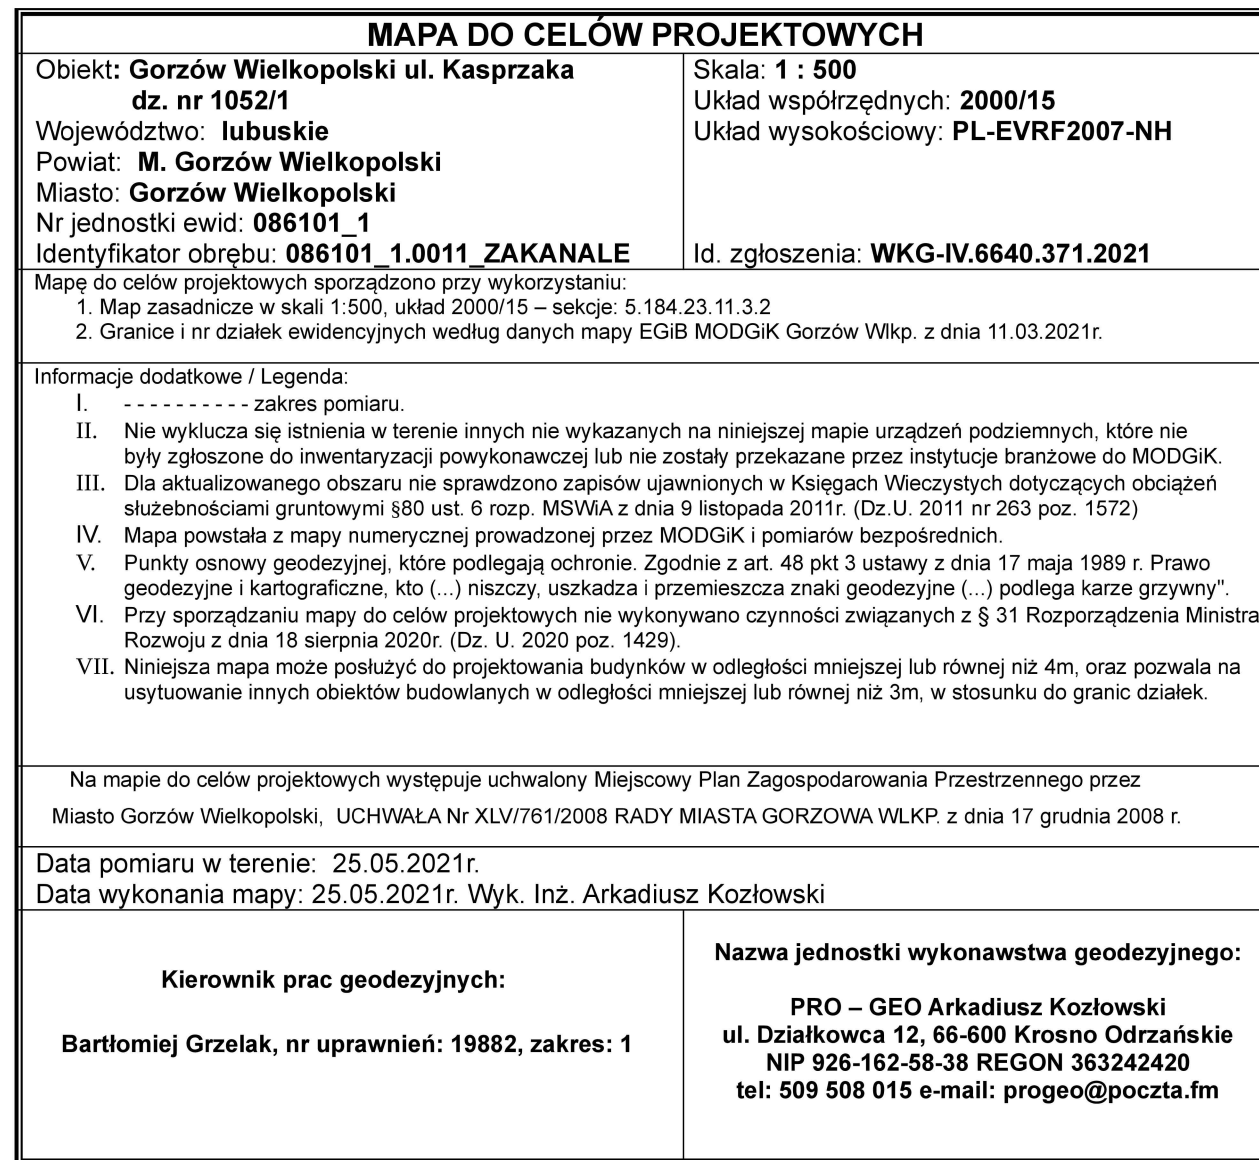 MAPA DO CELÓW PROJEKTOWYCH
Obiekt: Gorzów Wielkopolski ul. Kasprzaka
dz. nr 1052/1
Województwo: lubuskie
Powiat: M. Gorzów Wielkopolski
Miasto: Gorzów Wielkopolski
Nr jednostki ewid: 086101_1
Identyfikator obrębu: 086101_1.0011_ZAKANALE
Skala: 1 : 500
Układ współrzędnych: 2000/15
Układ wysokościowy: PL-EVRF2007-NH
Id. zgłoszenia: WKG-IV.6640.371.2021
Mapę do celów projektowych sporządzono przy wykorzystaniu:
1. Map zasadnicze w skali 1:500, układ 2000/15 – sekcje: 5.184.23.11.3.2
2. Granice i nr działek ewidencyjnych według danych mapy EGiB MODGiK Gorzów Wlkp. z dnia 11.03.2021r.
Informacje dodatkowe / Legenda:
I. - - - - - - - - - - zakres pomiaru.
II. Nie wyklucza się istnienia w terenie innych nie wykazanych na niniejszej mapie urządzeń podziemnych, które nie
były zgłoszone do inwentaryzacji powykonawczej lub nie zostały przekazane przez instytucje branżowe do MODGiK.
III. Dla aktualizowanego obszaru nie sprawdzono zapisów ujawnionych w Księgach Wieczystych dotyczących obciążeń
służebnościami gruntowymi §80 ust. 6 rozp. MSWiA z dnia 9 listopada 2011r. (Dz.U. 2011 nr 263 poz. 1572)
IV. Mapa powstała z mapy numerycznej prowadzonej przez MODGiK i pomiarów bezpośrednich.
V. Punkty osnowy geodezyjnej, które podlegają ochronie. Zgodnie z art. 48 pkt 3 ustawy z dnia 17 maja 1989 r. Prawo
geodezyjne i kartograficzne, kto (...) niszczy, uszkadza i przemieszcza znaki geodezyjne (...) podlega karze grzywny".
VI. Przy sporządzaniu mapy do celów projektowych nie wykonywano czynności związanych z § 31 Rozporządzenia Ministra
Rozwoju z dnia 18 sierpnia 2020r. (Dz. U. 2020 poz. 1429).
VII. Niniejsza mapa może posłużyć do projektowania budynków w odległości mniejszej lub równej niż 4m, oraz pozwala na
usytuowanie innych obiektów budowlanych w odległości mniejszej lub równej niż 3m, w stosunku do granic działek.
Na mapie do celów projektowych występuje uchwalony Miejscowy Plan Zagospodarowania Przestrzennego przez
Miasto Gorzów Wielkopolski, UCHWAŁA Nr XLV/761/2008 RADY MIASTA GORZOWA WLKP. z dnia 17 grudnia 2008 r.
Data pomiaru w terenie: 25.05.2021r.
Data wykonania mapy: 25.05.2021r. Wyk. Inż. Arkadiusz Kozłowski
Kierownik prac geodezyjnych:
Bartłomiej Grzelak, nr uprawnień: 19882, zakres: 1
Nazwa jednostki wykonawstwa geodezyjnego:
PRO – GEO Arkadiusz Kozłowski
ul. Działkowca 12, 66-600 Krosno Odrzańskie
NIP 926-162-58-38 REGON 363242420
tel: 509 508 015 e-mail: progeo@poczta.fm